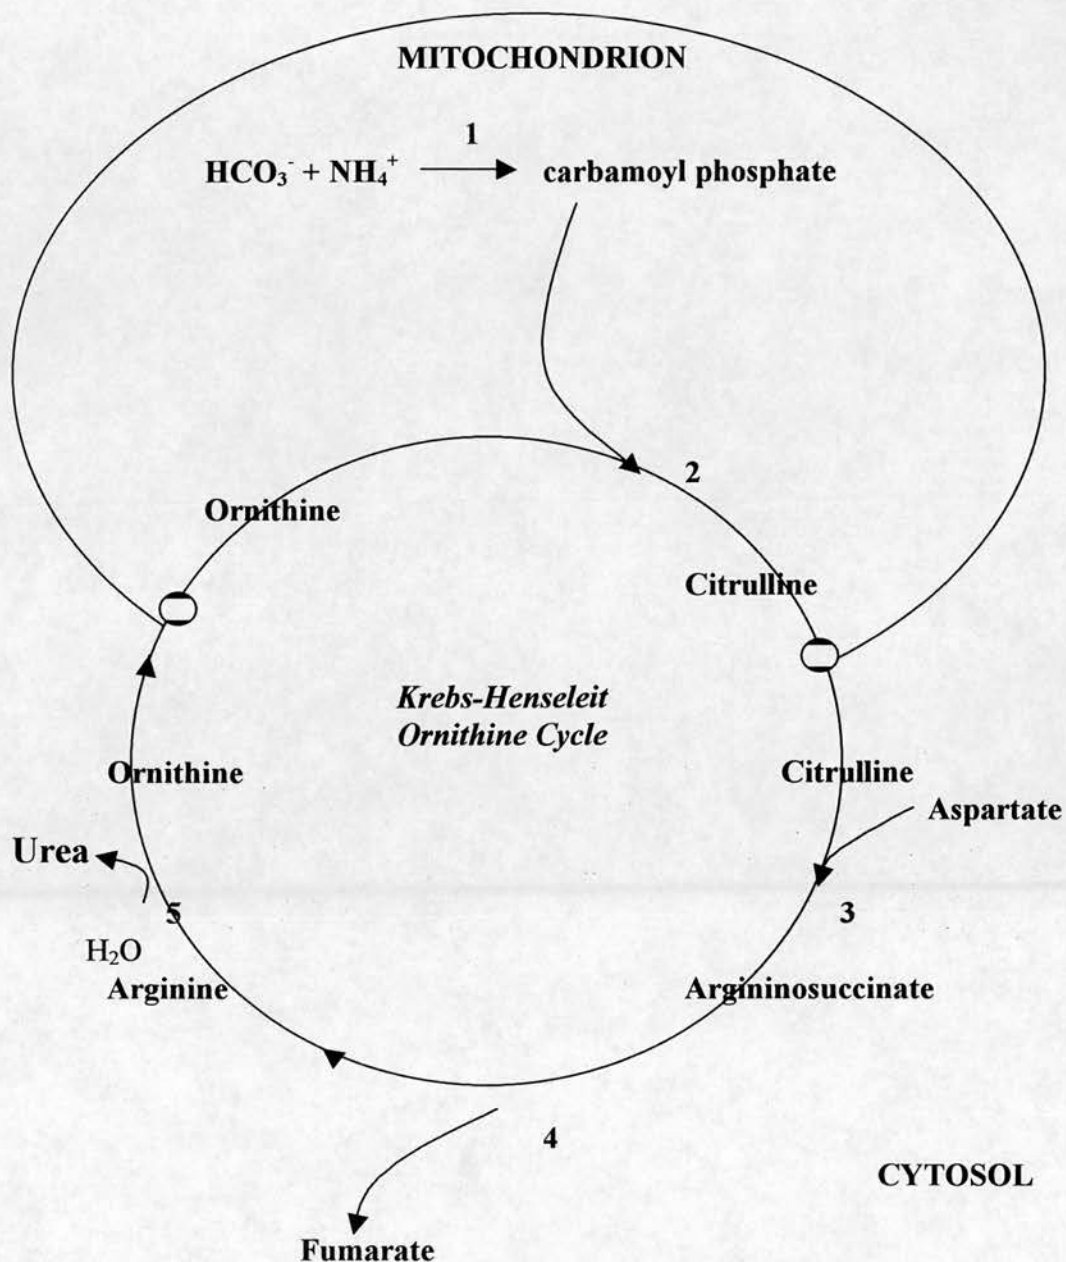 MITOCHONDRION
1
HCO₃⁻ + NH₄⁺ carbamoyl phosphate
2
Ornithine
Citrulline
Krebs-Henseleit
Ornithine Cycle
Ornithine
Citrulline
Aspartate
Urea
5
3
H₂O
Arginine
Argininosuccinate
4
CYTOSOL
Fumarate